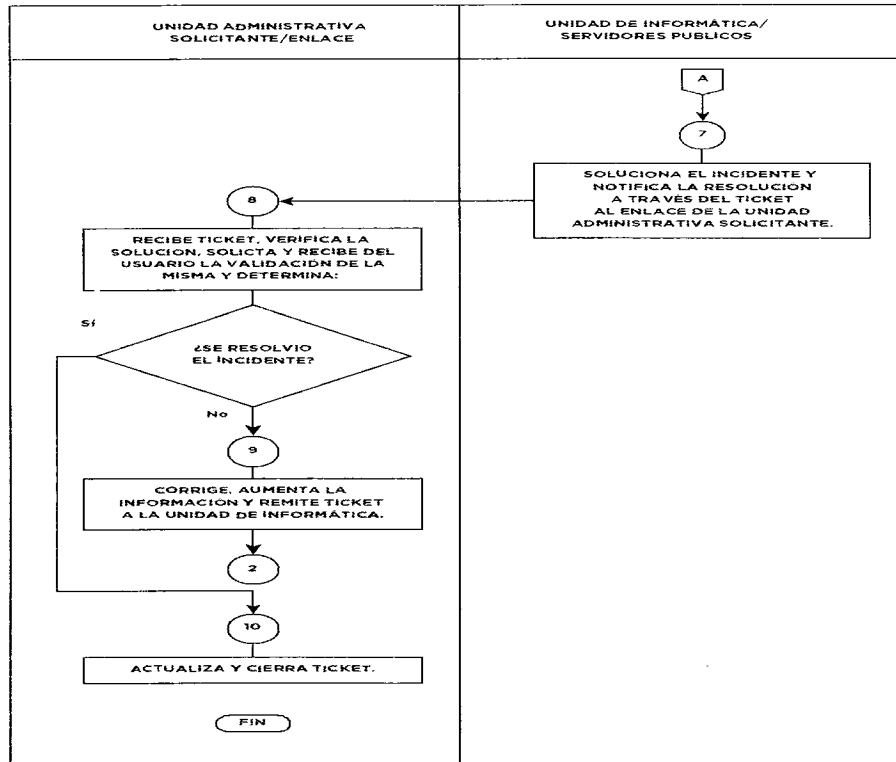 UNIDAD ADMINISTRATIVA
SOLICITANTE/ENLACE
UNIDAD DE INFORMÁTICA/
SERVIDORES PUBLICOS
A
7
SOLUCIONA EL INCIDENTE Y
NOTIFICA LA RESOLUCION
A TRAVÉS DEL TICKET
AL ENLACE DE LA UNIDAD
ADMINISTRATIVA SOLICITANTE.
8
RECIBE TICKET, VERIFICA LA
SOLUCION, SOLICTA Y RECIBE DEL
USUARIO LA VALIDACIÓN DE LA
MISMA Y DETERMINA:
Sí
¿SE RESOLVIO
EL INCIDENTE?
No
9
CORRIGE, AUMENTA LA
INFORMACION Y REMITE TICKET
A LA UNIDAD DE INFORMÁTICA.
2
10
ACTUALIZA Y CIERRA TICKET.
FIN